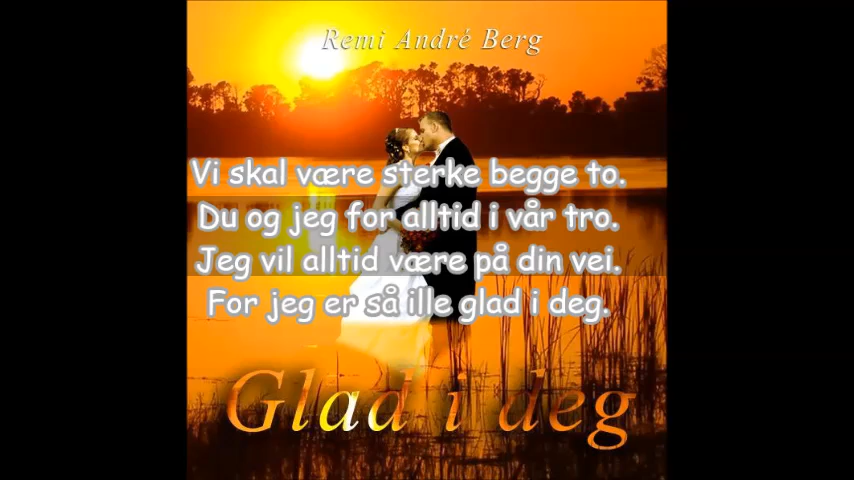 Remi André Berg
Vi skal være sterke begge to.
Du og jeg for alltid i vår tro.
Jeg vil alltid være på din vei.
For jeg er så ille glad i deg.
Glad i deg